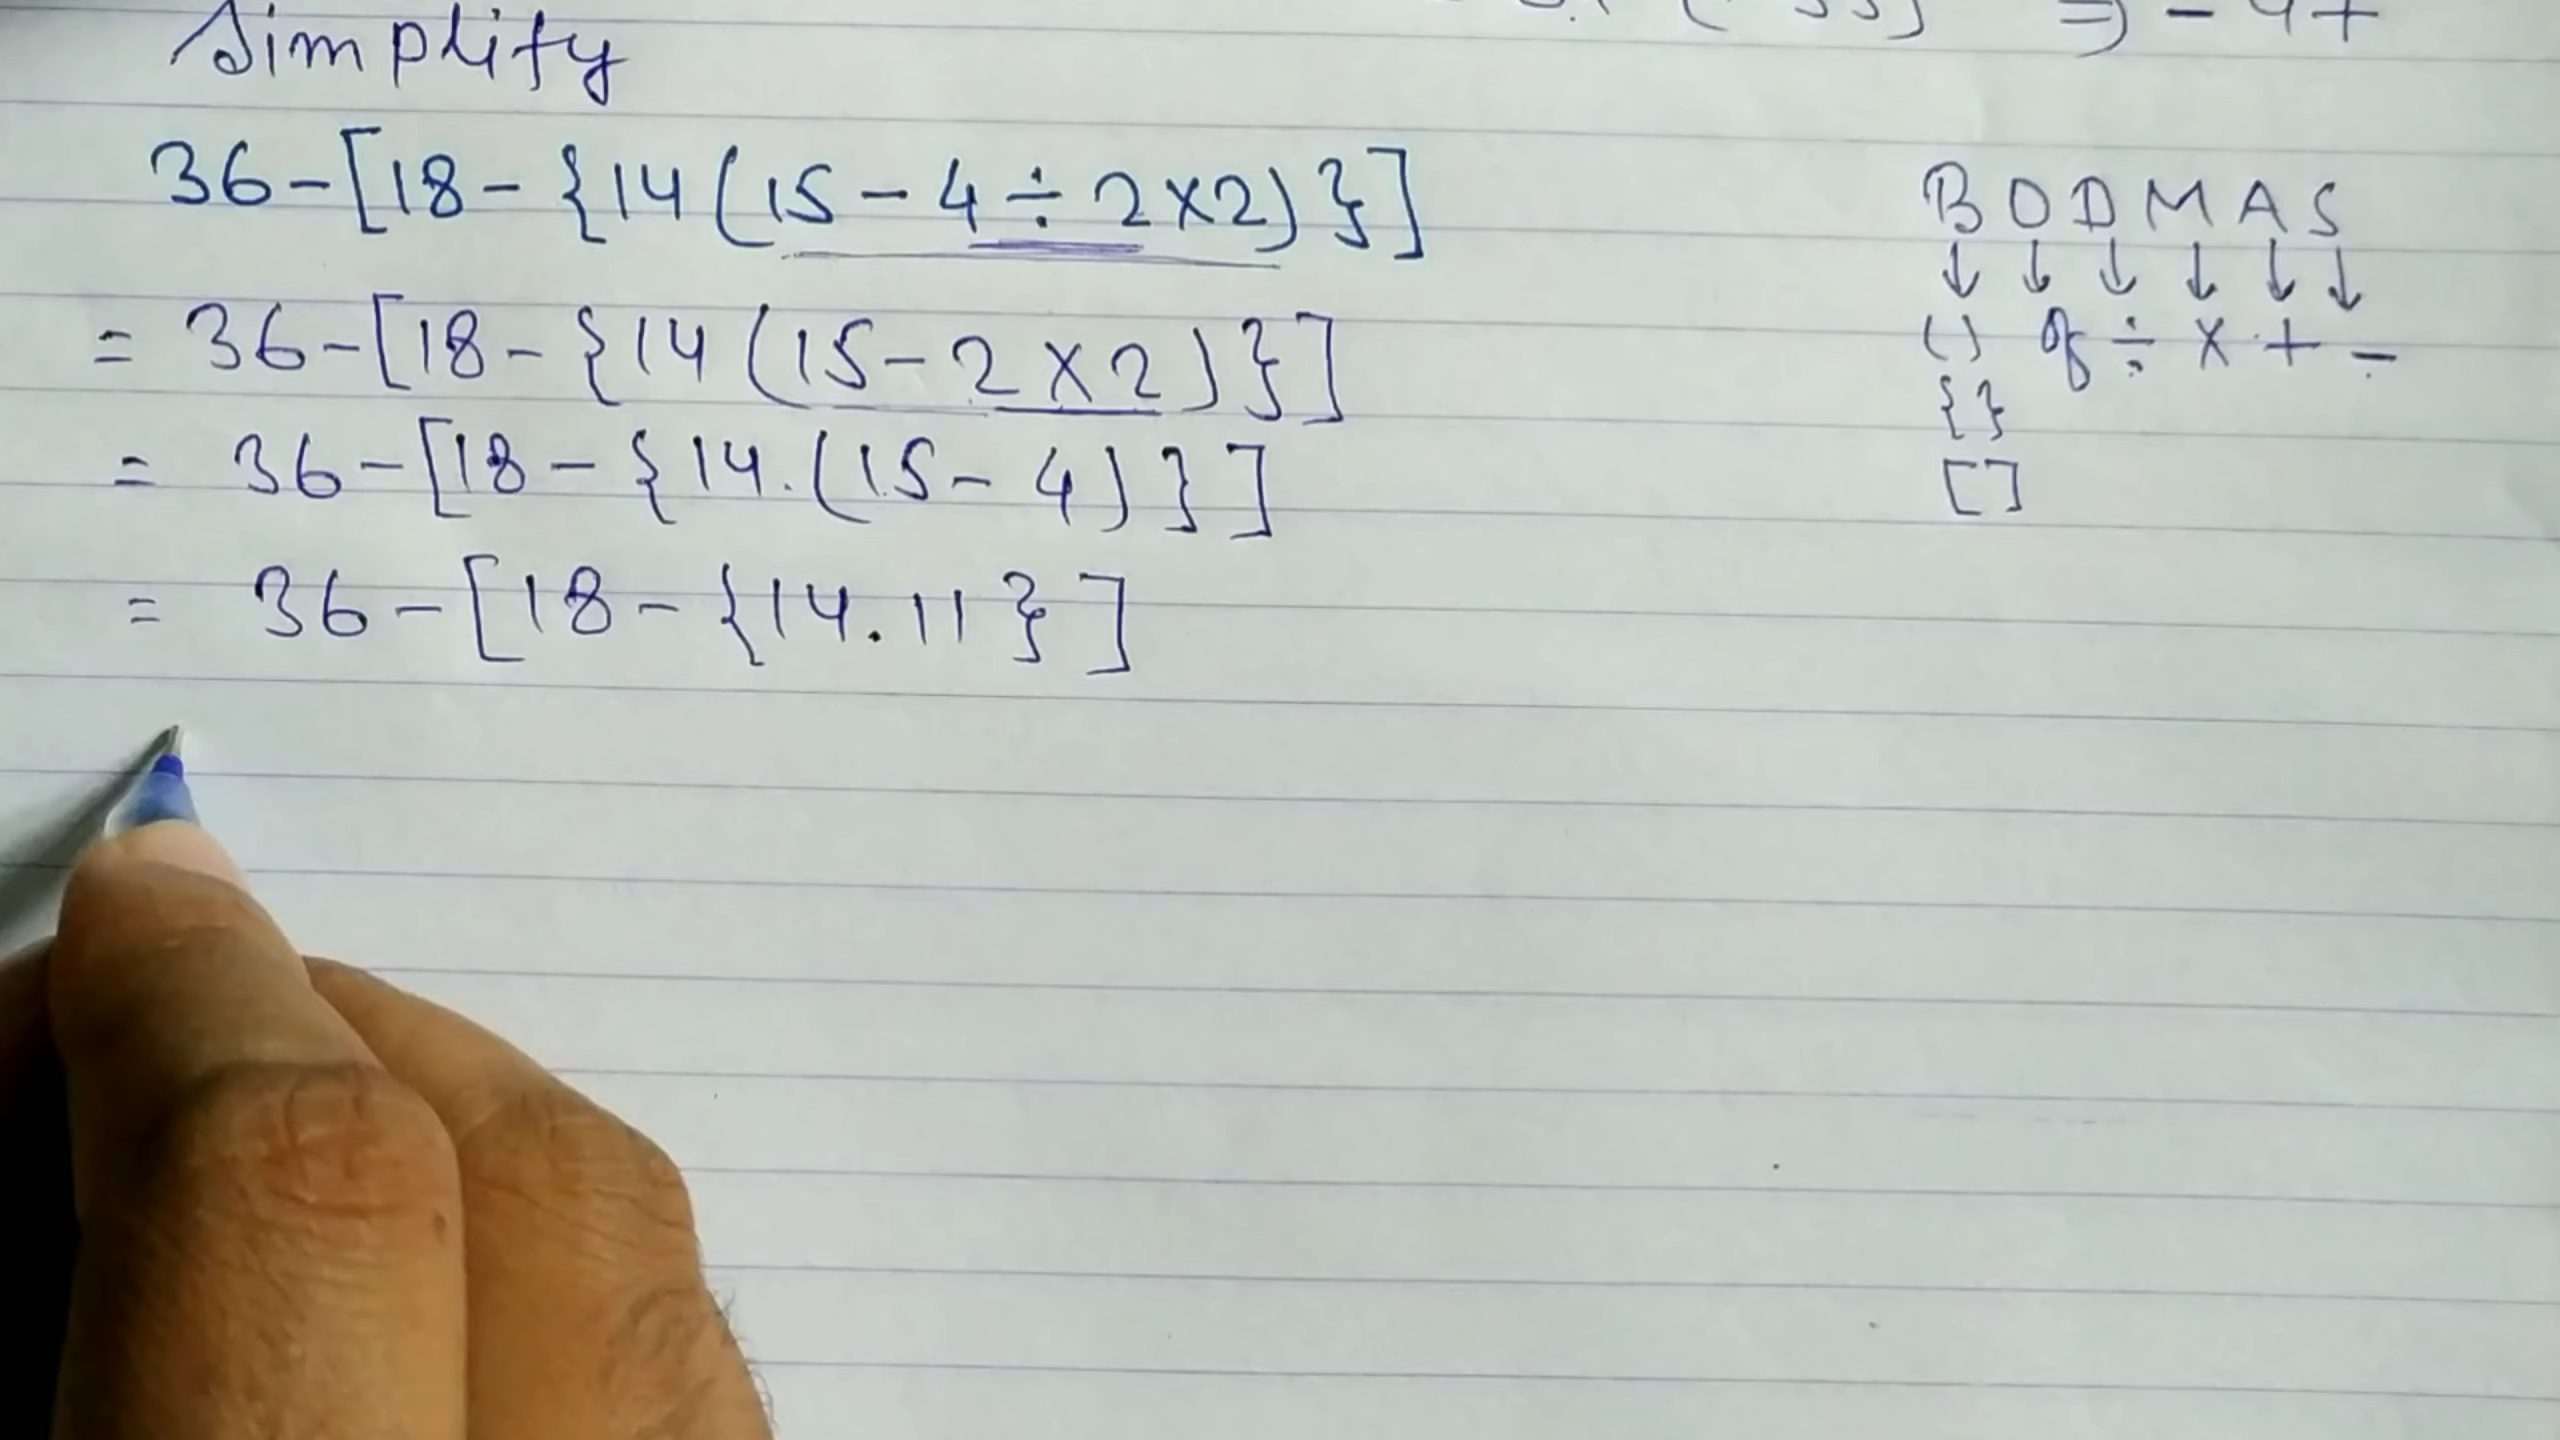 ⇒ - 47
Simplify
36-[18-{14(15-4÷2×2)}]
= 36-[18-{14(15-2×2)}]
= 36-[18-{14.(15-4)}]
= 36-[18-{14.11}]
B O D M A S
↓ ↓ ↓ ↓ ↓ ↓
() of ÷ × + -
{}
[]